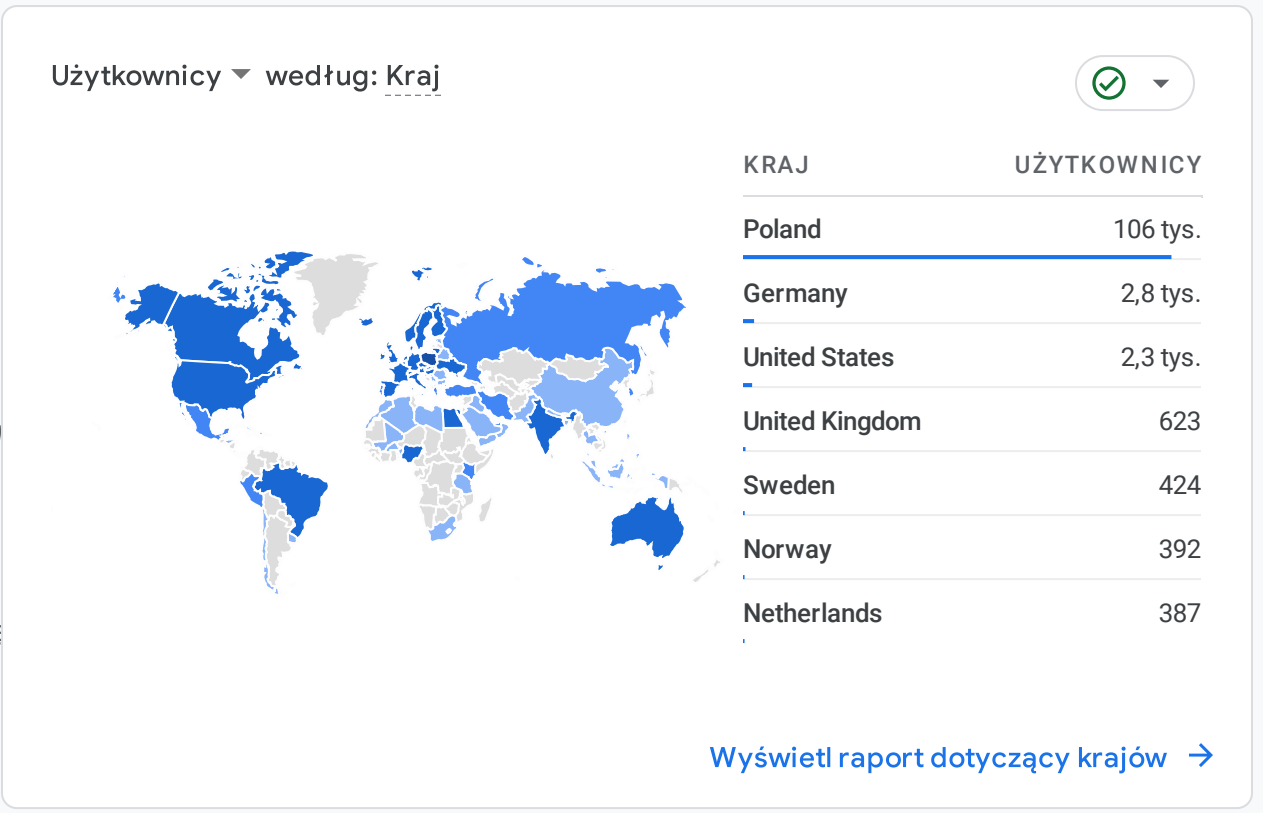 Użytkownicy według: Kraj
KRAJ UŻYTKOWNICY
Poland 106 tys.
Germany 2,8 tys.
United States 2,3 tys.
United Kingdom 623
Sweden 424
Norway 392
Netherlands 387
Wyświetl raport dotyczący krajów